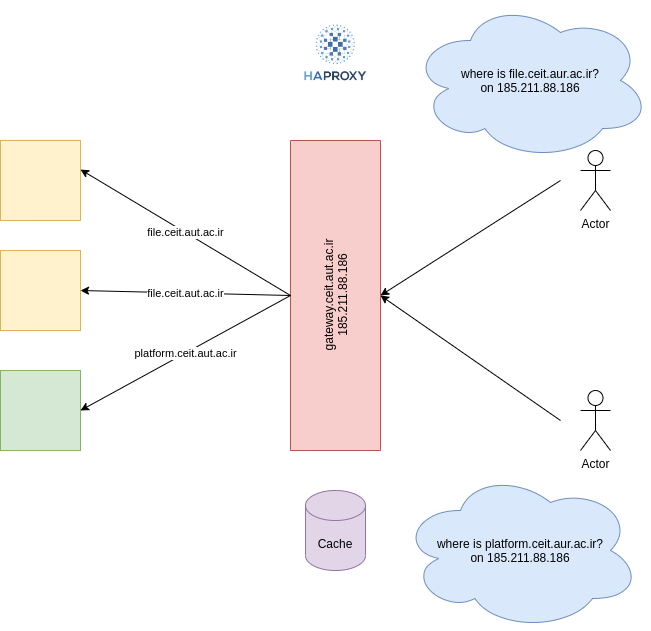 HAPROXY
where is file.ceit.aur.ac.ir?
on 185.211.88.186
Actor
file.ceit.aut.ac.ir
file.ceit.aut.ac.ir
platform.ceit.aut.ac.ir
gateway.ceit.aut.ac.ir
185.211.88.186
Actor
Cache
where is platform.ceit.aur.ac.ir?
on 185.211.88.186